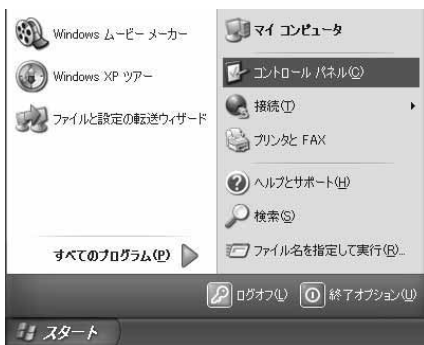 Windows ムービー メーカー
Windows XP ツアー
ファイルと設定の転送ウィザード
すべてのプログラム(P)
マイ コンピュータ
コントロール パネル(C)
接続(T)
プリンタと FAX
ヘルプとサポート(H)
検索(S)
ファイル名を指定して実行(R)...
ログオフ(L)
終了オプション(U)
スタート